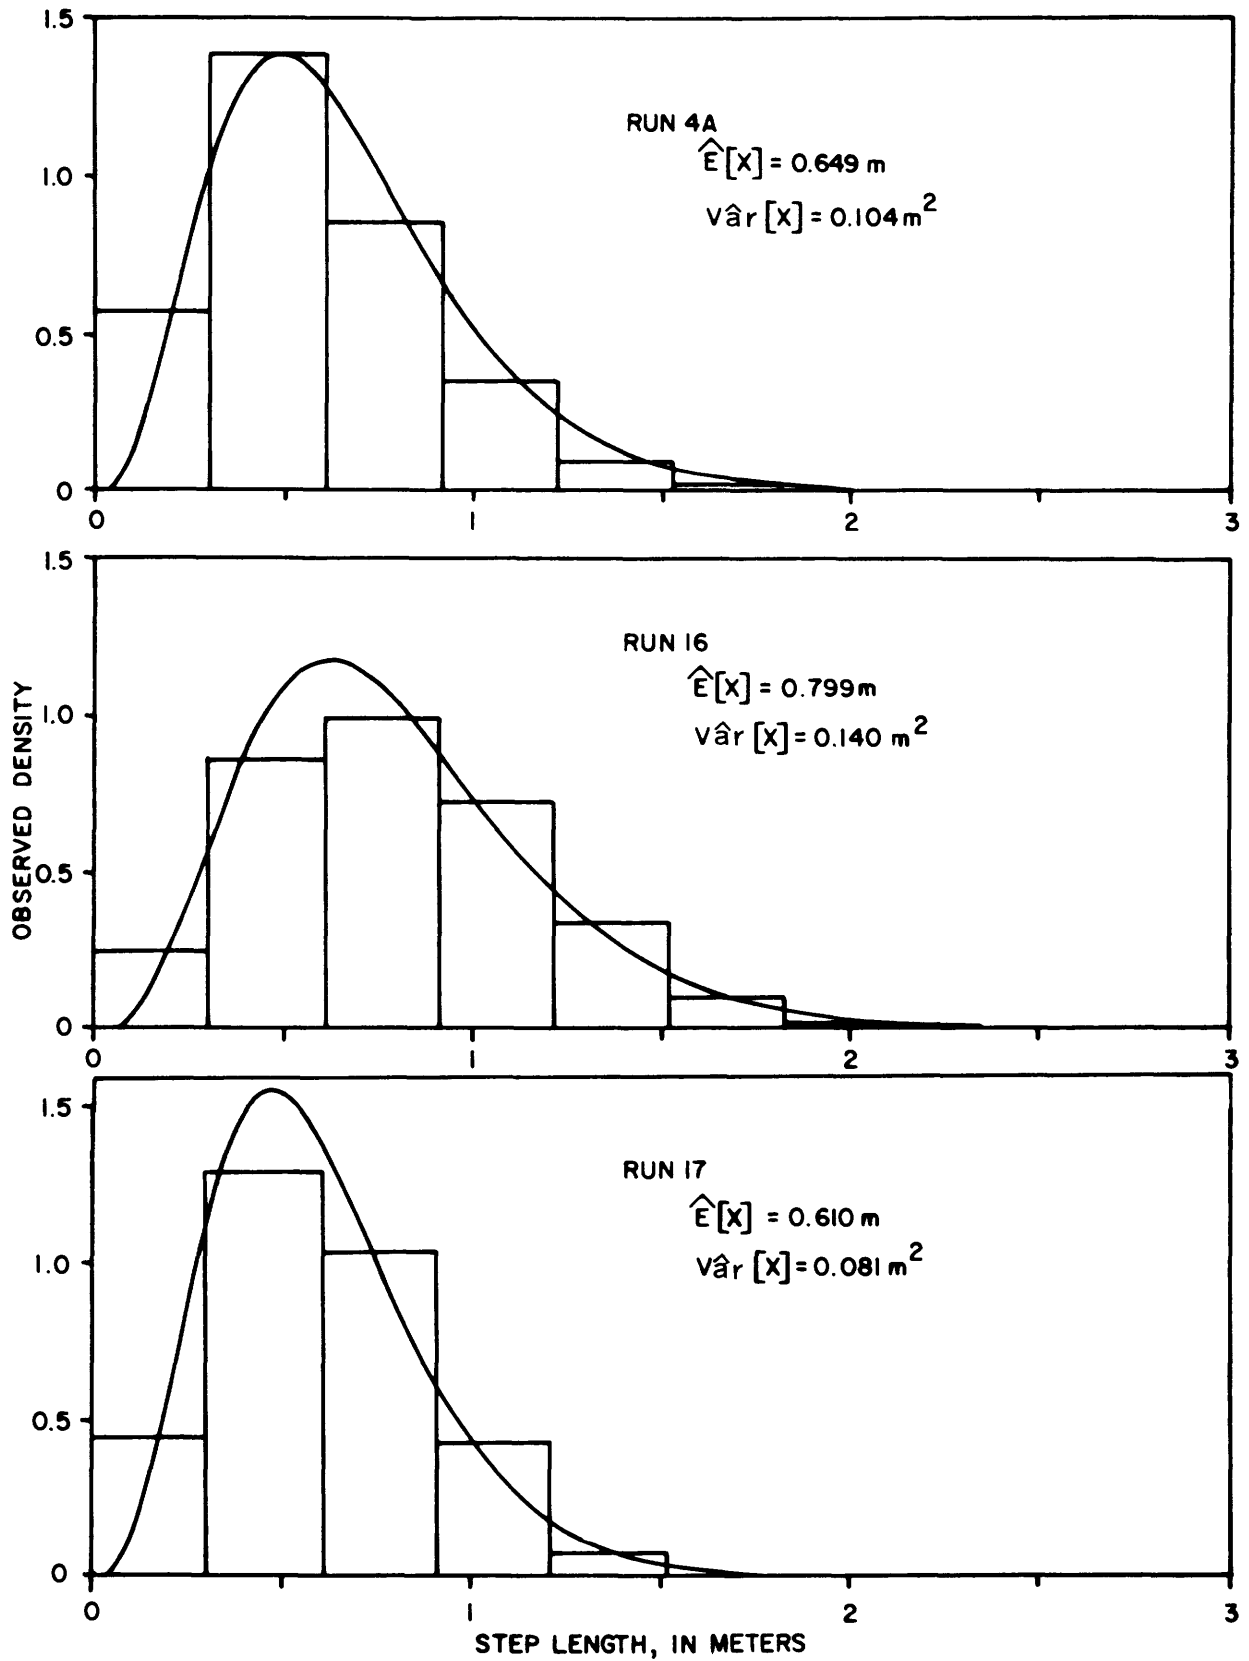 1.5
1.0
0.5
0
RUN 4A
Ê[X] = 0.649 m
Vâr [X] = 0.104 m²
0 1 2 3
1.5
1.0
0.5
0
RUN 16
Ê[X] = 0.799 m
Vâr [X] = 0.140 m²
0 1 2 3
OBSERVED DENSITY
1.5
1.0
0.5
0
RUN 17
Ê[X] = 0.610 m
Vâr [X] = 0.081 m²
0 1 2 3
STEP LENGTH, IN METERS